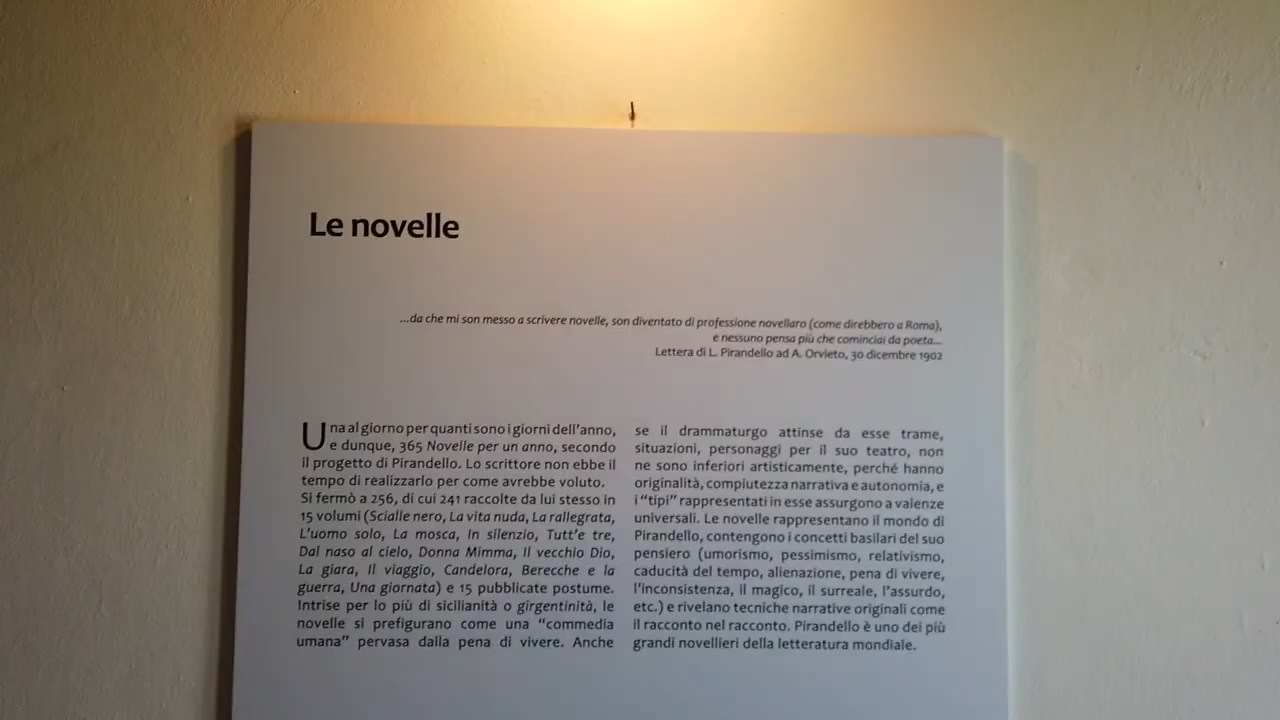 Le novelle
...da che mi son messo a scrivere novelle, son diventato di professione novellaro (come direbbero a Roma),
e nessuno pensa più che cominciai da poeta...
Lettera di L. Pirandello ad A. Orvieto, 30 dicembre 1902
Una al giorno per quanti sono i giorni dell'anno,
e dunque, 365 Novelle per un anno, secondo
il progetto di Pirandello. Lo scrittore non ebbe il
tempo di realizzarlo per come avrebbe voluto.
Si fermò a 256, di cui 241 raccolte da lui stesso in
15 volumi (Scialle nero, La vita nuda, La rallegrata,
L'uomo solo, La mosca, In silenzio, Tutt'e tre,
Dal naso al cielo, Donna Mimma, Il vecchio Dio,
La giara, Il viaggio, Candelora, Berecche e la
guerra, Una giornata) e 15 pubblicate postume.
Intrise per lo più di sicilianità o girgentinità, le
novelle si prefigurano come una “commedia
umana” pervasa dalla pena di vivere. Anche
se il drammaturgo attinse da esse trame,
situazioni, personaggi per il suo teatro, non
ne sono inferiori artisticamente, perché hanno
originalità, compiutezza narrativa e autonomia, e
i “tipi” rappresentati in esse assurgono a valenze
universali. Le novelle rappresentano il mondo di
Pirandello, contengono i concetti basilari del suo
pensiero (umorismo, pessimismo, relativismo,
caducità del tempo, alienazione, pena di vivere,
l'inconsistenza, il magico, il surreale, l'assurdo,
etc.) e rivelano tecniche narrative originali come
il racconto nel racconto. Pirandello è uno dei più
grandi novellieri della letteratura mondiale.